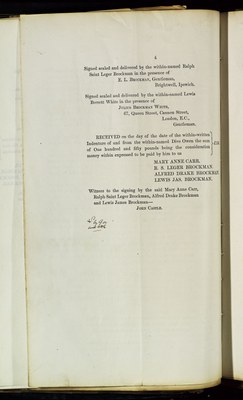 3
Signed sealed and delivered by the within-named Ralph
Saint Leger Brockman in the presence of
E. L. BROCKMAN, Gentleman,
Brightwell, Ipswich.
Signed sealed and delivered by the within-named Lewis
Bovett White in the presence of
JULIUS BROCKMAN WHITE,
67, Queen Street, Cannon Street,
London, E.C.,
Gentleman.
RECEIVED on the day of the date of the within-written
Indenture of and from the within-named Dive Owen the sum
of One hundred and fifty pounds being the consideration
money within expressed to be paid by him to us
MARY ANNE CARR.
R. S. LEGER BROCKMAN.
ALFRED DRAKE BROCKMAN
LEWIS JAS. BROCKMAN.
Witness to the signing by the said Mary Anne Carr,
Ralph Saint Leger Brockman, Alfred Drake Brockman
and Lewis James Brockman—
JOHN CASTLE.